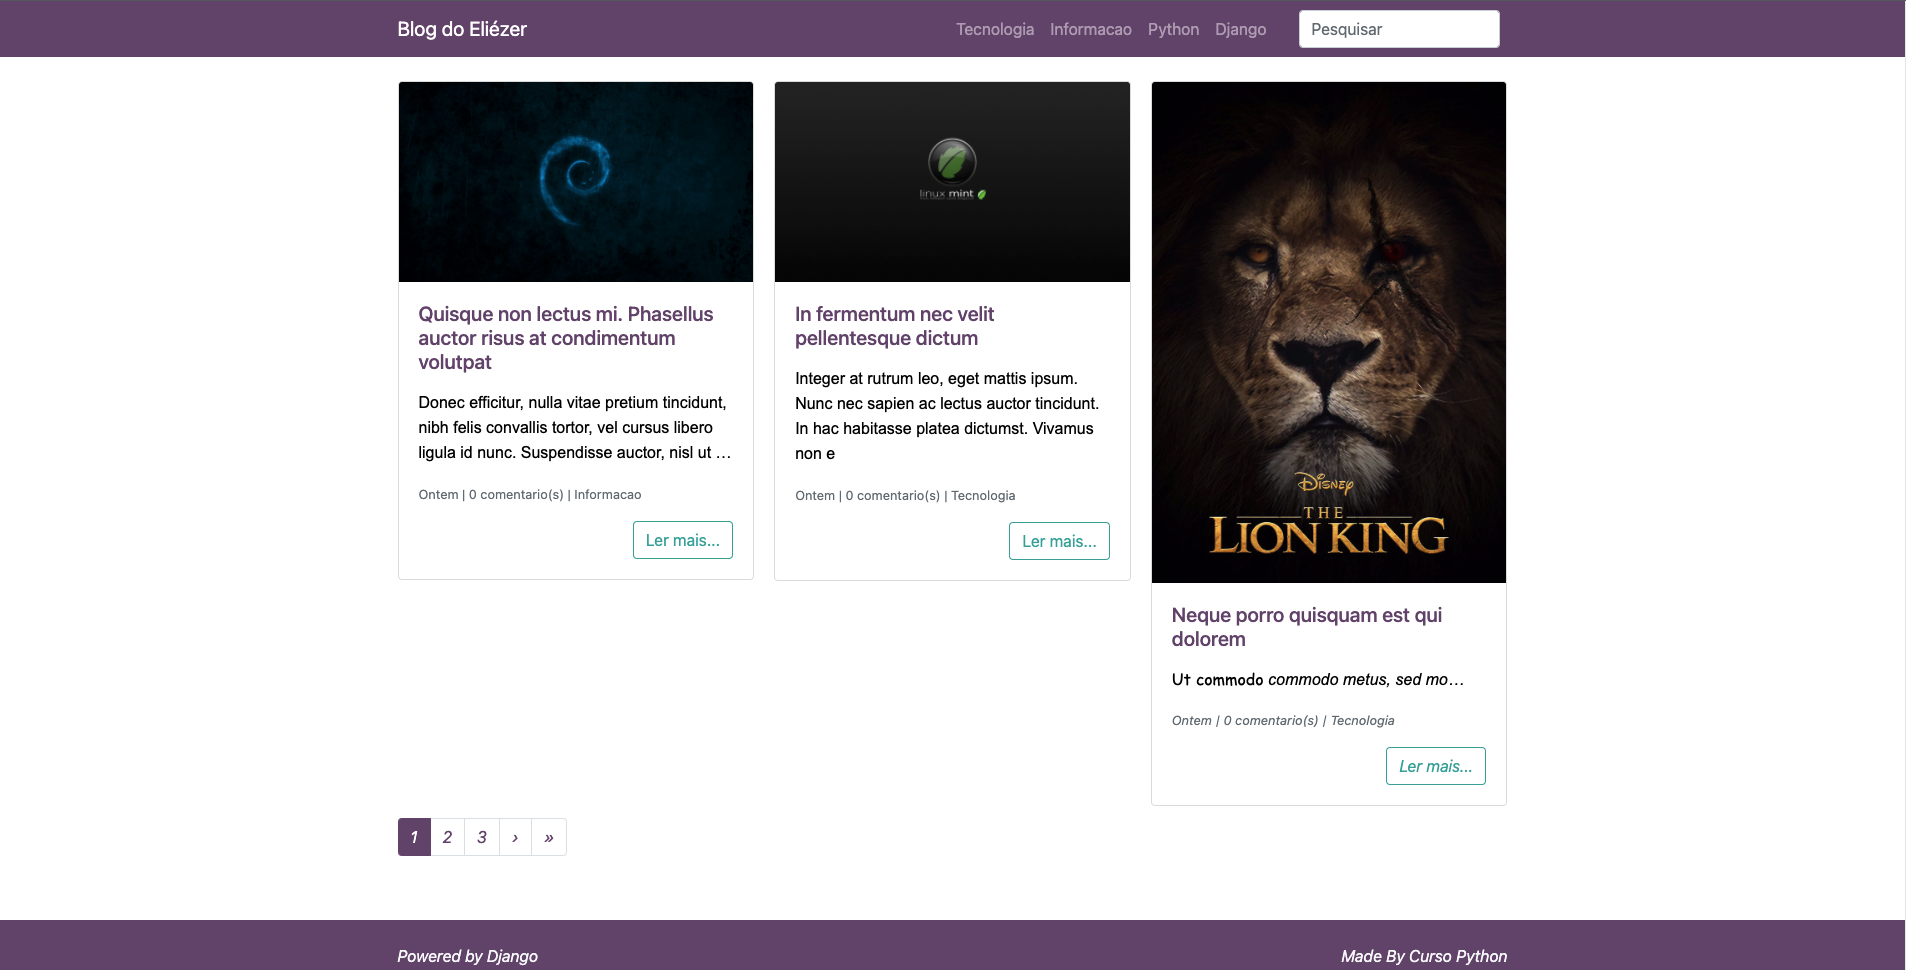 Blog do Eliézer
Tecnologia Informacao Python Django Pesquisar
linux mint
Quisque non lectus mi. Phasellus
auctor risus at condimentum
volutpat
Donec efficitur, nulla vitae pretium tincidunt,
nibh felis convallis tortor, vel cursus libero
ligula id nunc. Suspendisse auctor, nisl ut …
Ontem | 0 comentario(s) | Informacao
Ler mais...
In fermentum nec velit
pellentesque dictum
Integer at rutrum leo, eget mattis ipsum.
Nunc nec sapien ac lectus auctor tincidunt.
In hac habitasse platea dictumst. Vivamus
non e
Ontem | 0 comentario(s) | Tecnologia
Ler mais...
Disney
THE
LION KING
Neque porro quisquam est qui
dolorem
Ut commodo commodo metus, sed mo…
Ontem | 0 comentario(s) | Tecnologia
Ler mais...
1 2 3 › »
Powered by Django
Made By Curso Python